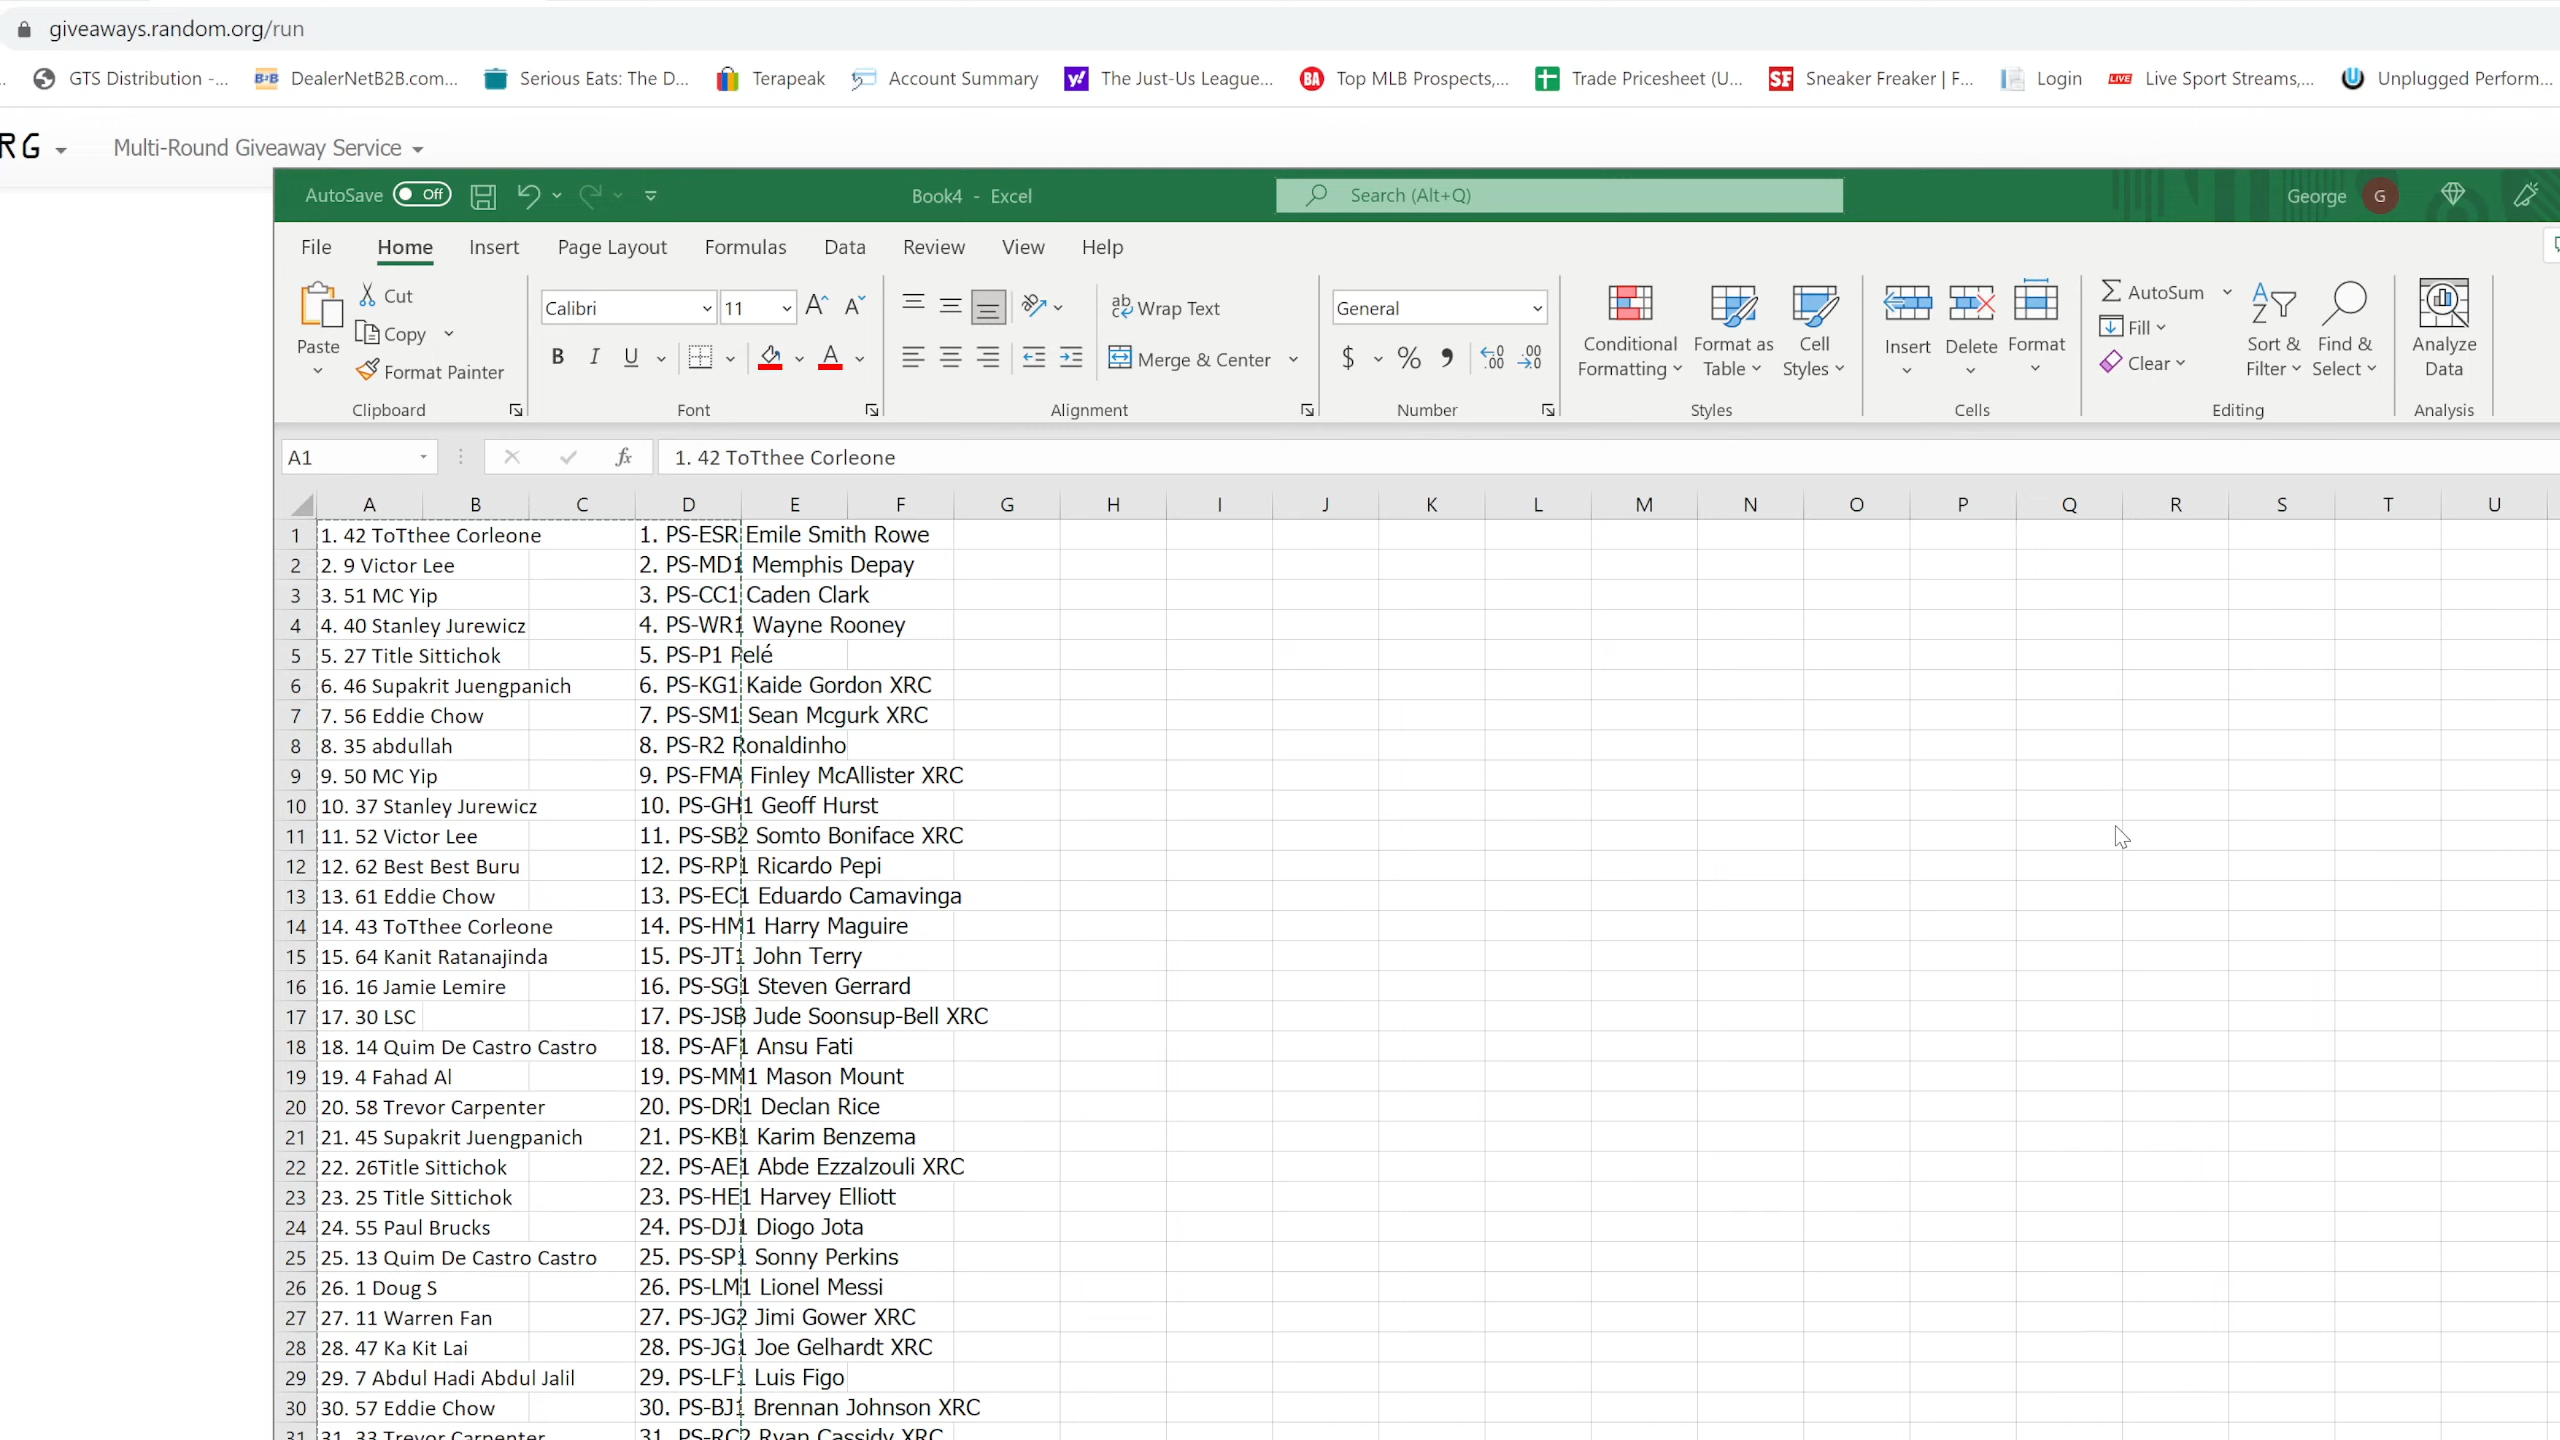 giveaways.random.org/run
GTS Distribution -... DealerNetB2B.com... Serious Eats: The D... Terapeak Account Summary The Just-Us League... Top MLB Prospects,... Trade Pricesheet (U... Sneaker Freaker | F... Login Live Sport Streams,... Unplugged Perform...
RG Multi-Round Giveaway Service
AutoSave Off Book4 - Excel Search (Alt+Q) George G
File Home Insert Page Layout Formulas Data Review View Help
Paste Cut Copy Format Painter Clipboard
Calibri 11 B I U Font
Wrap Text Merge & Center Alignment
General $ % Number
Conditional Formatting Format as Table Cell Styles Styles
Insert Delete Format Cells
AutoSum Fill Clear Sort & Filter Find & Select Editing
Analyze Data Analysis
A1 fx 1. 42 ToTthee Corleone
A B C D E F G H I J K L M N O P Q R S T U
1 1. 42 ToTthee Corleone 1. PS-ESR Emile Smith Rowe
2 2. 9 Victor Lee 2. PS-MD1 Memphis Depay
3 3. 51 MC Yip 3. PS-CC1 Caden Clark
4 4. 40 Stanley Jurewicz 4. PS-WR1 Wayne Rooney
5 5. 27 Title Sittichok 5. PS-P1 Pelé
6 6. 46 Supakrit Juengpanich 6. PS-KG1 Kaide Gordon XRC
7 7. 56 Eddie Chow 7. PS-SM1 Sean Mcgurk XRC
8 8. 35 abdullah 8. PS-R2 Ronaldinho
9 9. 50 MC Yip 9. PS-FMA Finley McAllister XRC
10 10. 37 Stanley Jurewicz 10. PS-GH1 Geoff Hurst
11 11. 52 Victor Lee 11. PS-SB2 Somto Boniface XRC
12 12. 62 Best Best Buru 12. PS-RP1 Ricardo Pepi
13 13. 61 Eddie Chow 13. PS-EC1 Eduardo Camavinga
14 14. 43 ToTthee Corleone 14. PS-HM1 Harry Maguire
15 15. 64 Kanit Ratanajinda 15. PS-JT1 John Terry
16 16. 16 Jamie Lemire 16. PS-SG1 Steven Gerrard
17 17. 30 LSC 17. PS-JSB Jude Soonsup-Bell XRC
18 18. 14 Quim De Castro Castro 18. PS-AF1 Ansu Fati
19 19. 4 Fahad Al 19. PS-MM1 Mason Mount
20 20. 58 Trevor Carpenter 20. PS-DR1 Declan Rice
21 21. 45 Supakrit Juengpanich 21. PS-KB1 Karim Benzema
22 22. 26Title Sittichok 22. PS-AE1 Abde Ezzalzouli XRC
23 23. 25 Title Sittichok 23. PS-HE1 Harvey Elliott
24 24. 55 Paul Brucks 24. PS-DJ1 Diogo Jota
25 25. 13 Quim De Castro Castro 25. PS-SP1 Sonny Perkins
26 26. 1 Doug S 26. PS-LM1 Lionel Messi
27 27. 11 Warren Fan 27. PS-JG2 Jimi Gower XRC
28 28. 47 Ka Kit Lai 28. PS-JG1 Joe Gelhardt XRC
29 29. 7 Abdul Hadi Abdul Jalil 29. PS-LF1 Luis Figo
30 30. 57 Eddie Chow 30. PS-BJ1 Brennan Johnson XRC
31 31. 33 Trevor Carpenter 31. PS-RC2 Ryan Cassidy XRC